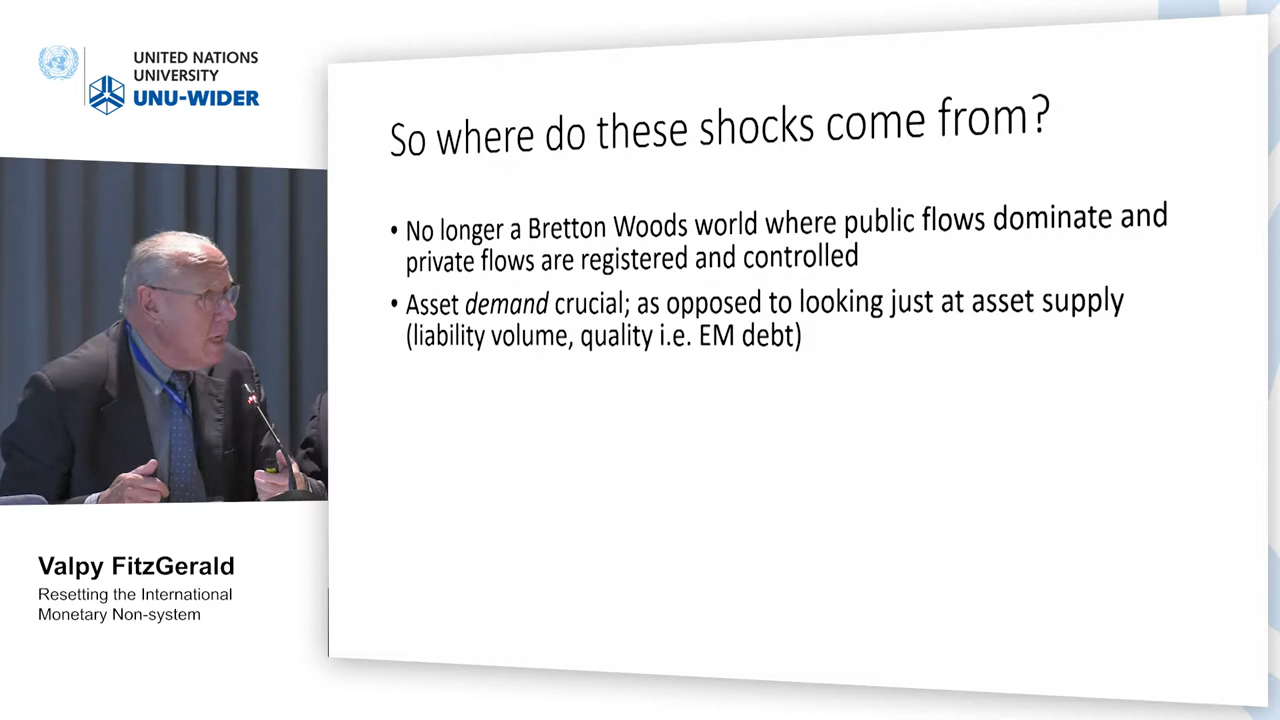 UNITED NATIONS
UNIVERSITY
UNU-WIDER
So where do these shocks come from?
• No longer a Bretton Woods world where public flows dominate and
private flows are registered and controlled
• Asset demand crucial; as opposed to looking just at asset supply
(liability volume, quality i.e. EM debt)
Valpy FitzGerald
Resetting the International
Monetary Non-system